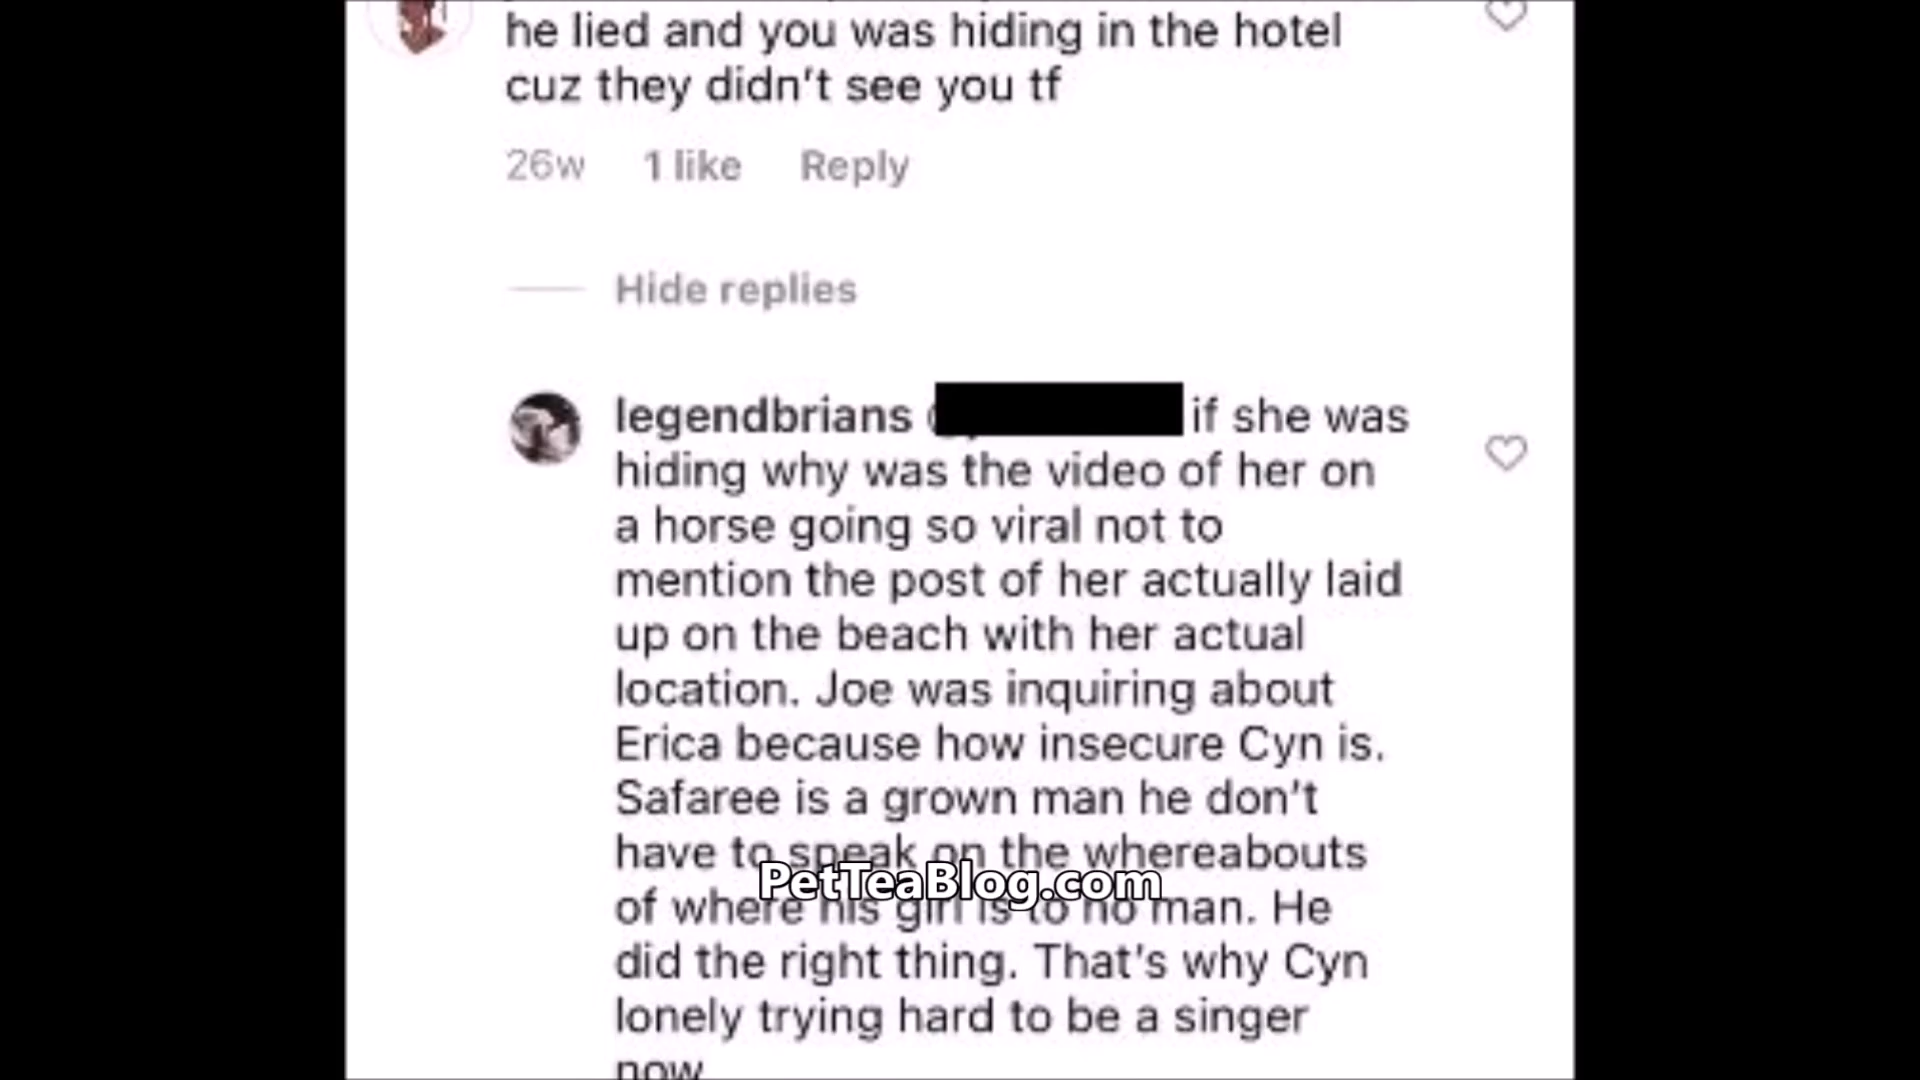 he lied and you was hiding in the hotel
cuz they didn't see you tf
26w 1 like Reply
Hide replies
legendbrians if she was
hiding why was the video of her on
a horse going so viral not to
mention the post of her actually laid
up on the beach with her actual
location. Joe was inquiring about
Erica because how insecure Cyn is.
Safaree is a grown man he don't
have to speak on the whereabouts
PetTeaBlog.com
of where his girl is to no man. He
did the right thing. That's why Cyn
lonely trying hard to be a singer
now